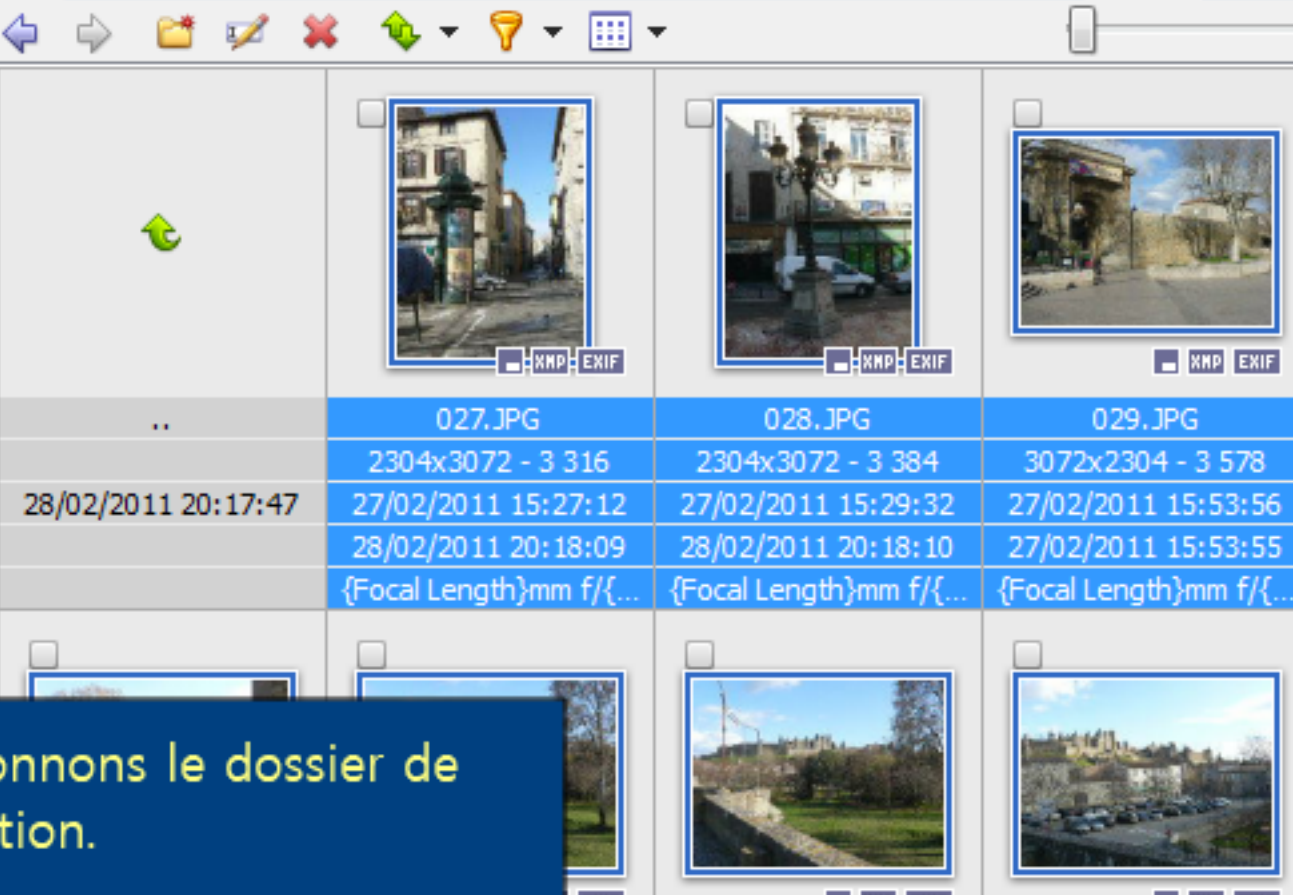 XMP EXIF
XMP EXIF
XMP EXIF
.. 027.JPG 028.JPG 029.JPG
2304x3072 - 3 316 2304x3072 - 3 384 3072x2304 - 3 578
28/02/2011 20:17:47 27/02/2011 15:27:12 27/02/2011 15:29:32 27/02/2011 15:53:56
28/02/2011 20:18:09 28/02/2011 20:18:10 27/02/2011 15:53:55
{Focal Length}mm f/{... {Focal Length}mm f/{... {Focal Length}mm f/{...
onnons le dossier de
tion.